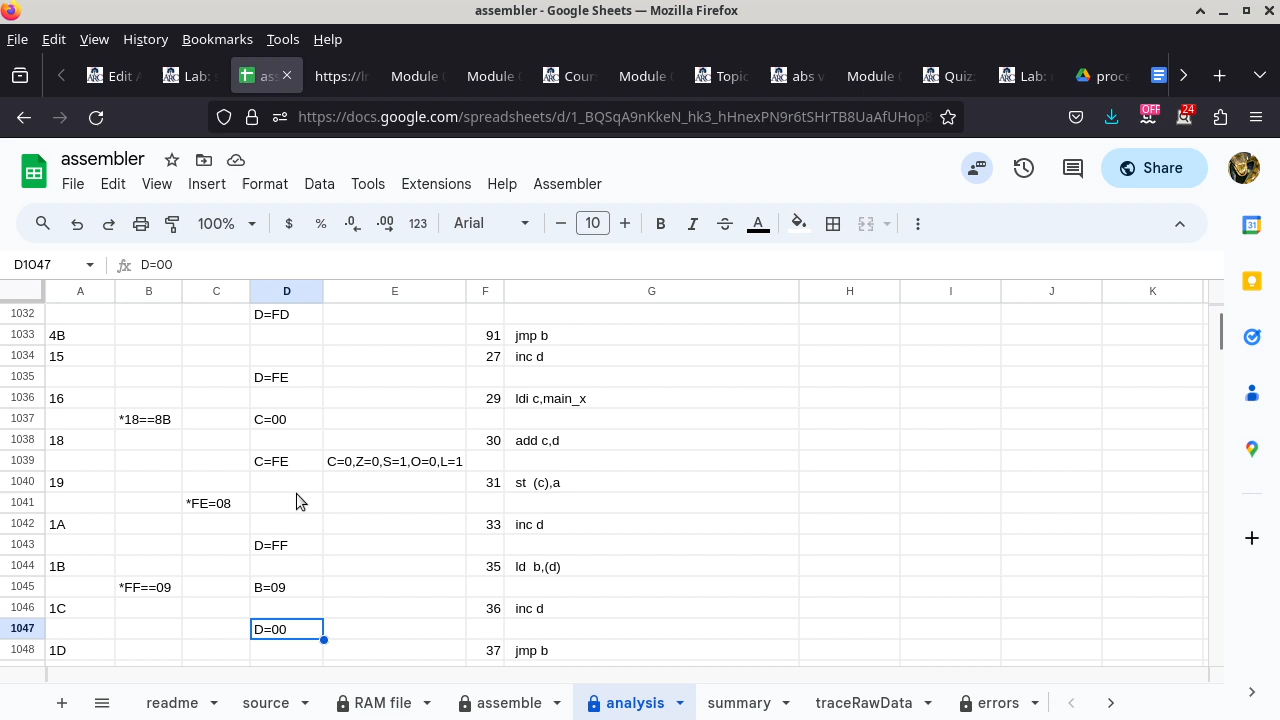 assembler - Google Sheets — Mozilla Firefox
File Edit View History Bookmarks Tools Help
Edit A Lab: s ass https://lr Module Module Cour Module Topic abs v Module Quiz: Lab: proce
https://docs.google.com/spreadsheets/d/1_BQSqA9nKkeN_hk3_hHnexPN9r6tSHrTB8UaAfUHop8 OFF 24
assembler
File Edit View Insert Format Data Tools Extensions Help Assembler Share
100% $ % .0 .00 123 Arial 10 B I A
D1047 fx D=00
A B C D E F G H I J K
1032 D=FD
1033 4B 91 jmp b
1034 15 27 inc d
1035 D=FE
1036 16 29 ldi c,main_x
1037 *18==8B C=00
1038 18 30 add c,d
1039 C=FE C=0,Z=0,S=1,O=0,L=1
1040 19 31 st (c),a
1041 *FE=08
1042 1A 33 inc d
1043 D=FF
1044 1B 35 ld b,(d)
1045 *FF==09 B=09
1046 1C 36 inc d
1047 D=00
1048 1D 37 jmp b
readme source RAM file assemble analysis summary traceRawData errors